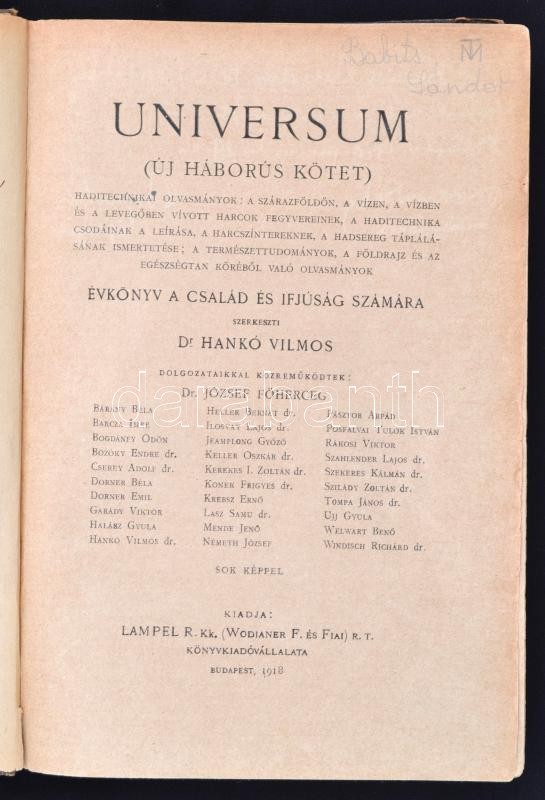 Babits
Sándor
UNIVERSUM
(ÚJ HÁBORÚS KÖTET)
HADITECHNIKAI OLVASMÁNYOK: A SZÁRAZFÖLDÖN, A VÍZEN, A VÍZBEN
ÉS A LEVEGŐBEN VÍVOTT HARCOK FEGYVEREINEK, A HADITECHNIKA
CSODÁINAK A LEÍRÁSA, A HARCSZÍNTEREKNEK, A HADSEREG TÁPLÁLÁ-
SÁNAK ISMERTETÉSE; A TERMÉSZETTUDOMÁNYOK, A FÖLDRAJZ ÉS AZ
EGÉSZSÉGTAN KÖRÉBŐL VALÓ OLVASMÁNYOK
ÉVKÖNYV A CSALÁD ÉS IFJÚSÁG SZÁMÁRA
SZERKESZTI
Dr HANKÓ VILMOS
DOLGOZATAIKKAL KÖZREMŰKÖDTEK:
Dr. JÓZSEF FŐHERCEG
BÁRÁNY BÉLA
BARCZA IMRE
BOGDÁNFY ÖDÖN
BOZÓKY ENDRE dr.
CSEREY ADOLF dr.
DORNER BÉLA
DORNER EMIL
GARÁDY VIKTOR
HALÁSZ GYULA
HANKÓ VILMOS dr.
HELLER BERNÁT dr.
ILOSVAY LAJOS dr.
JEAMPLONG GYŐZŐ
KELLER OSZKÁR dr.
KEREKES I. ZOLTÁN dr.
KONEK FRIGYES dr.
KREBSZ ERNŐ
LASZ SAMU dr.
MENDE JENŐ
NÉMETH JÓZSEF
PÁSZTOR ÁRPÁD
PÓSFALVAI TULOK ISTVÁN
RÁKOSI VIKTOR
SZAHLENDER LAJOS dr.
SZEKERES KÁLMÁN dr.
SZILÁDY ZOLTÁN dr.
TOMPA JÁNOS dr.
UJJ GYULA
WELWART BENŐ
WINDISCH RICHÁRD dr.
SOK KÉPPEL
KIADJA:
LAMPEL R. Kk. (WODIANER F. ÉS FIAI) R. T.
KÖNYVKIADÓVÁLLALATA
BUDAPEST, 1918
darabanth